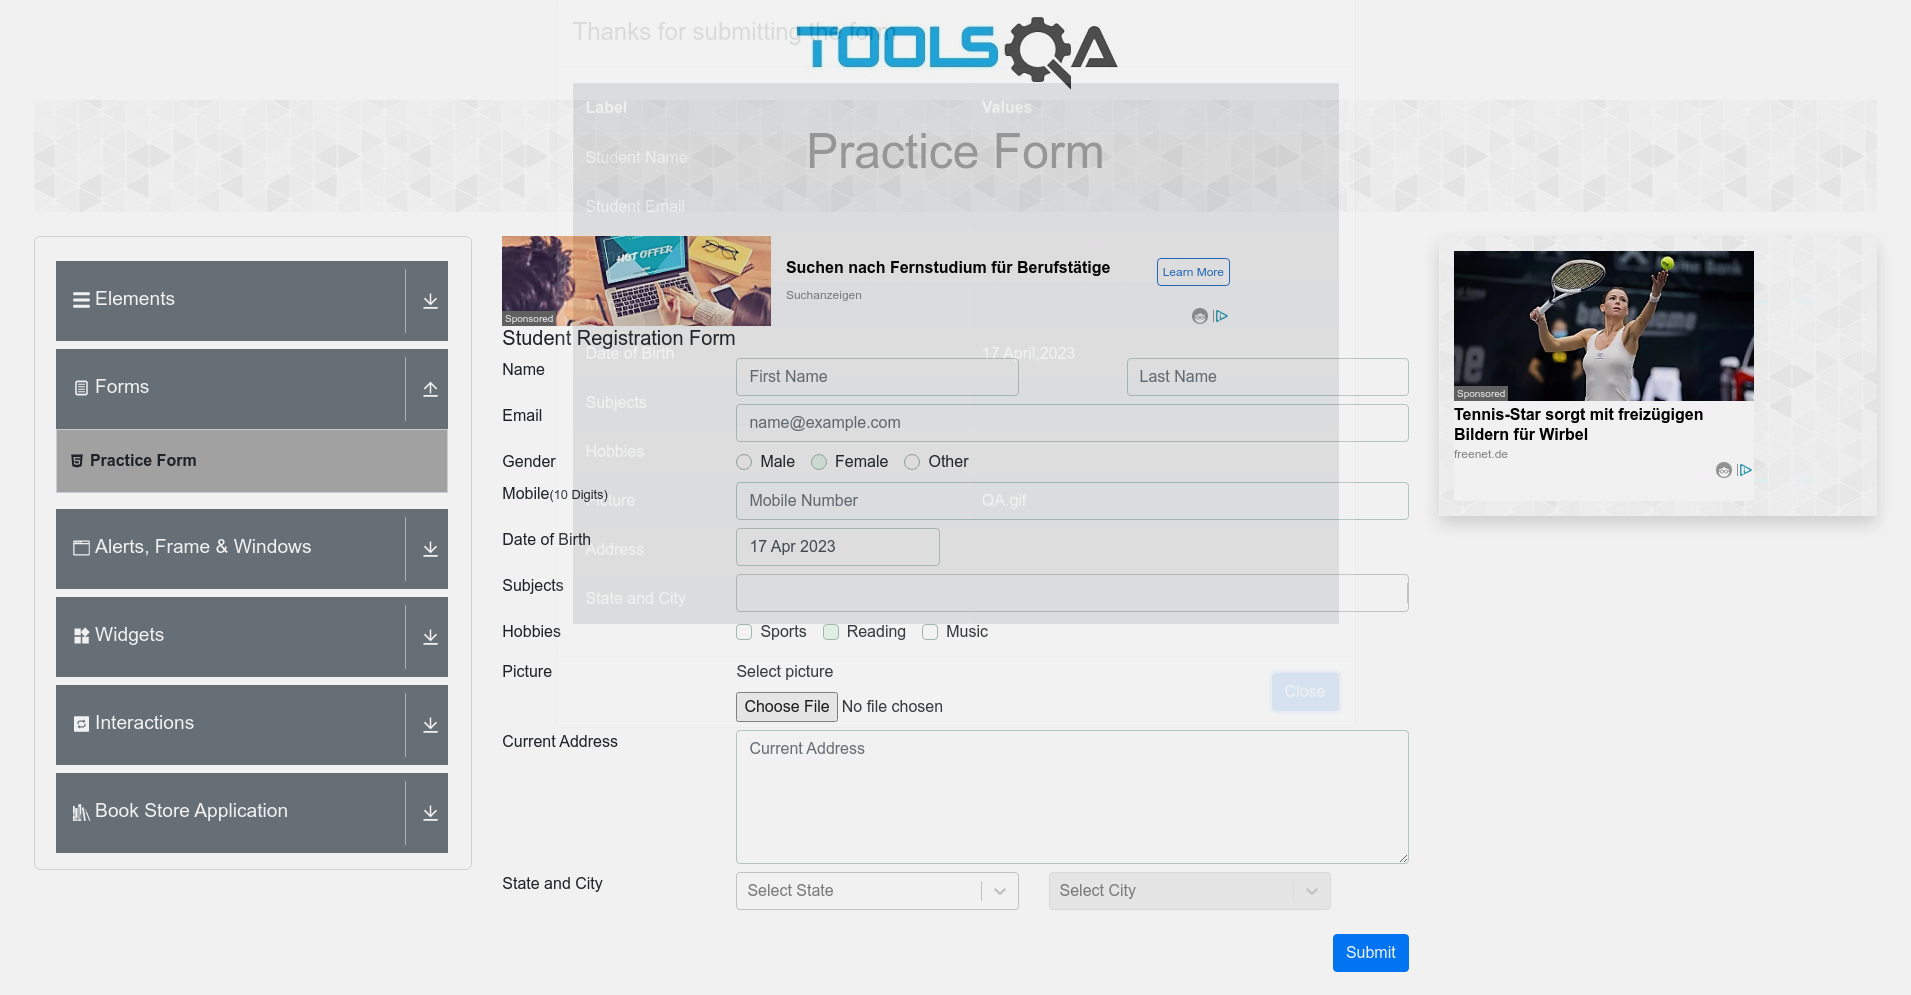 Thanks for submitting the form
TOOLSQA
Label Values
Practice Form
Student Name
Student Email
Elements
Forms
Practice Form
Alerts, Frame & Windows
Widgets
Interactions
Book Store Application
HOT OFFER
Sponsored
Suchen nach Fernstudium für Berufstätige
Suchanzeigen
Learn More
Student Registration Form
Date of Birth 17 April,2023
Name First Name Last Name
Subjects
Email name@example.com
Hobbies
Gender Male Female Other
Mobile(10 Digits) Mobile Number
Picture QA.gif
Date of Birth 17 Apr 2023
Address
Subjects
State and City
Hobbies Sports Reading Music
Picture Select picture
Close
Choose File No file chosen
Current Address Current Address
State and City Select State Select City
Submit
Sponsored
Tennis-Star sorgt mit freizügigen
Bildern für Wirbel
freenet.de